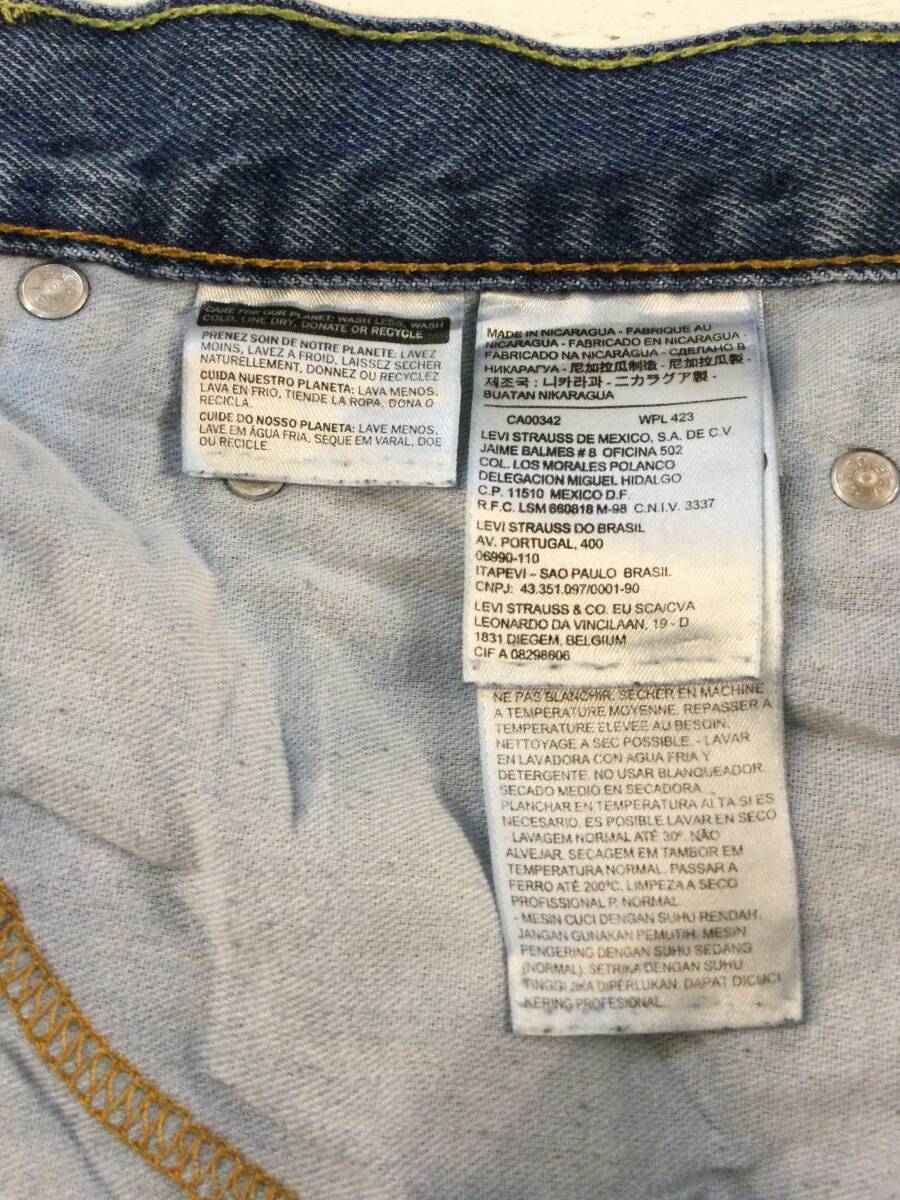 CARE FOR OUR PLANET: WASH LESS, WASH
COLD, LINE DRY, DONATE OR RECYCLE
PRENEZ SOIN DE NOTRE PLANETE: LAVEZ
MOINS, LAVEZ A FROID, LAISSEZ SECHER
NATURELLEMENT, DONNEZ OU RECYCLEZ
CUIDA NUESTRO PLANETA: LAVA MENOS,
LAVA EN FRIO, TIENDE LA ROPA, DONA O
RECICLA.
CUIDE DO NOSSO PLANETA: LAVE MENOS,
LAVE EM ÁGUA FRIA, SEQUE EM VARAL, DOE
OU RECICLE.
MADE IN NICARAGUA - FABRIQUE AU
NICARAGUA - FABRICADO EN NICARAGUA -
FABRICADO NA NICARÁGUA - СДЕЛАНО В
НИКАРАГУА - 尼加拉瓜制造 - 尼加拉瓜製 -
제조국 : 니카라과 - ニカラグア製 -
BUATAN NIKARAGUA
CA00342 WPL 423
LEVI STRAUSS DE MEXICO, S.A. DE C.V.
JAIME BALMES # 8 OFICINA 502
COL. LOS MORALES POLANCO
DELEGACION MIGUEL HIDALGO
C.P. 11510 MEXICO D.F.
R.F.C. LSM 660818 M-98 C.N.I.V. 3337
LEVI STRAUSS DO BRASIL
AV. PORTUGAL, 400
06990-110
ITAPEVI - SAO PAULO BRASIL
CNPJ: 43.351.097/0001-90
LEVI STRAUSS & CO. EU SCA/CVA
LEONARDO DA VINCILAAN, 19 - D
1831 DIEGEM, BELGIUM
CIF A 08298606
NE PAS BLANCHIR. SECHER EN MACHINE
A TEMPERATURE MOYENNE. REPASSER A
TEMPERATURE ELEVEE AU BESOIN.
NETTOYAGE A SEC POSSIBLE. - LAVAR
EN LAVADORA CON AGUA FRIA Y
DETERGENTE. NO USAR BLANQUEADOR.
SECADO MEDIO EN SECADORA.
PLANCHAR EN TEMPERATURA ALTA SI ES
NECESARIO. ES POSIBLE LAVAR EN SECO
- LAVAGEM NORMAL ATÉ 30º. NÃO
ALVEJAR. SECAGEM EM TAMBOR EM
TEMPERATURA NORMAL. PASSAR A
FERRO ATÉ 200ºC. LIMPEZA A SECO
PROFISSIONAL P. NORMAL.
- MESIN CUCI DENGAN SUHU RENDAH.
JANGAN GUNAKAN PEMUTIH. MESIN
PENGERING DENGAN SUHU SEDANG
(NORMAL). SETRIKA DENGAN SUHU
TINGGI JIKA DIPERLUKAN. DAPAT DICUCI
KERING PROFESIONAL.